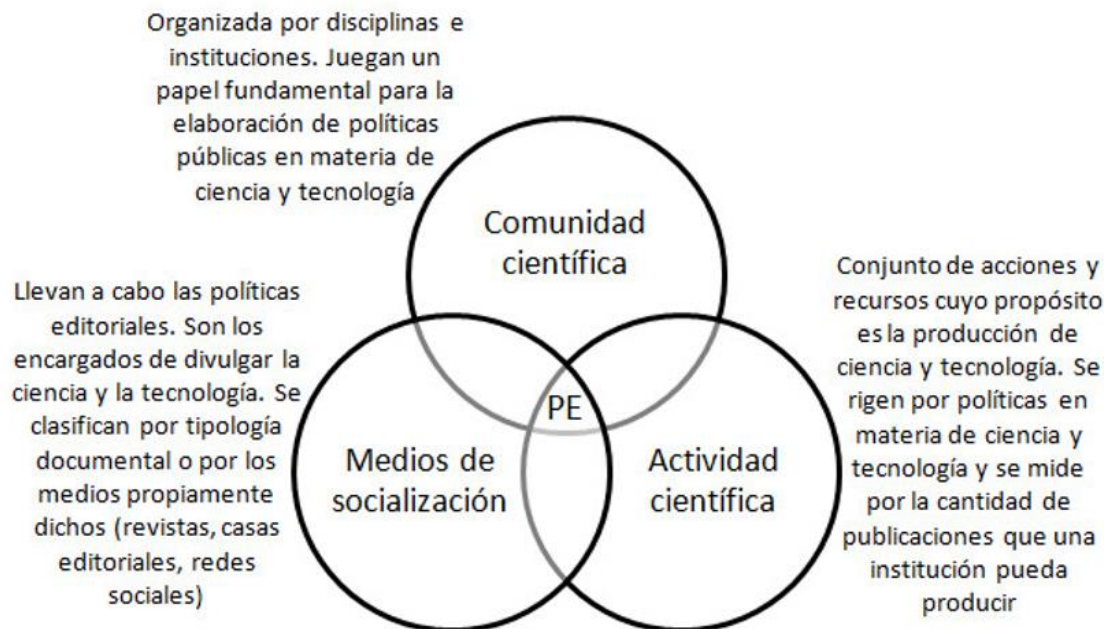 Organizada por disciplinas e
instituciones. Juegan un
papel fundamental para la
elaboración de políticas
públicas en materia de
ciencia y tecnología
Comunidad
científica
Llevan a cabo las políticas
editoriales. Son los
encargados de divulgar la
ciencia y la tecnología. Se
clasifican por tipología
documental o por los
medios propiamente
dichos (revistas, casas
editoriales, redes
sociales)
PE
Medios de
socialización
Actividad
científica
Conjunto de acciones y
recursos cuyo propósito
es la producción de
ciencia y tecnología. Se
rigen por políticas en
materia de ciencia y
tecnología y se mide
por la cantidad de
publicaciones que una
institución pueda
producir